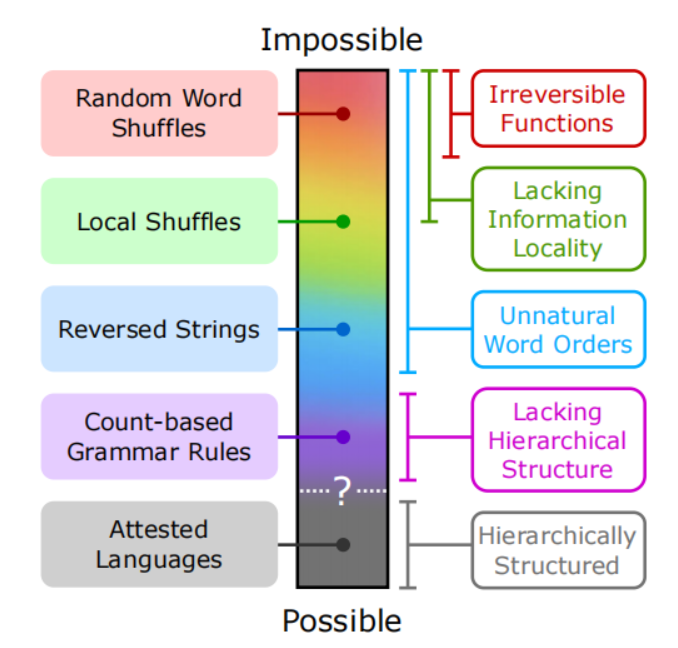 Impossible
Random Word
Shuffles
Irreversible
Functions
Local Shuffles
Lacking
Information
Locality
Reversed Strings
Unnatural
Word Orders
Count-based
Grammar Rules
Lacking
Hierarchical
Structure
?
Attested
Languages
Hierarchically
Structured
Possible